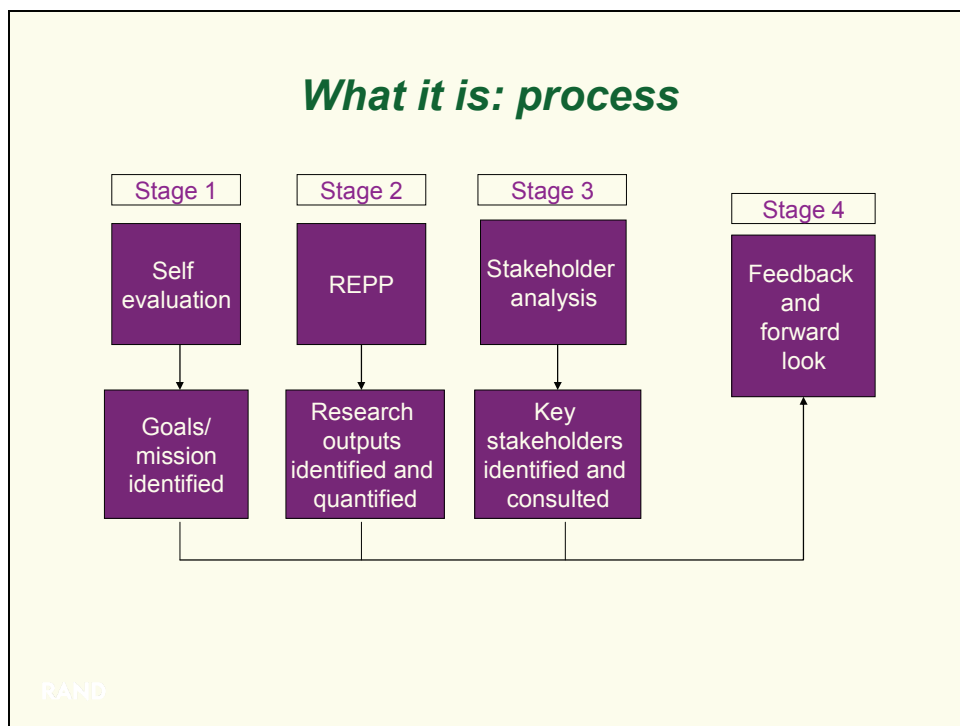 What it is: process
Stage 1
Stage 2
Stage 3
Stage 4
Self
evaluation
REPP
Stakeholder
analysis
Feedback
and
forward
look
Goals/
mission
identified
Research
outputs
identified and
quantified
Key
stakeholders
identified and
consulted
RAND